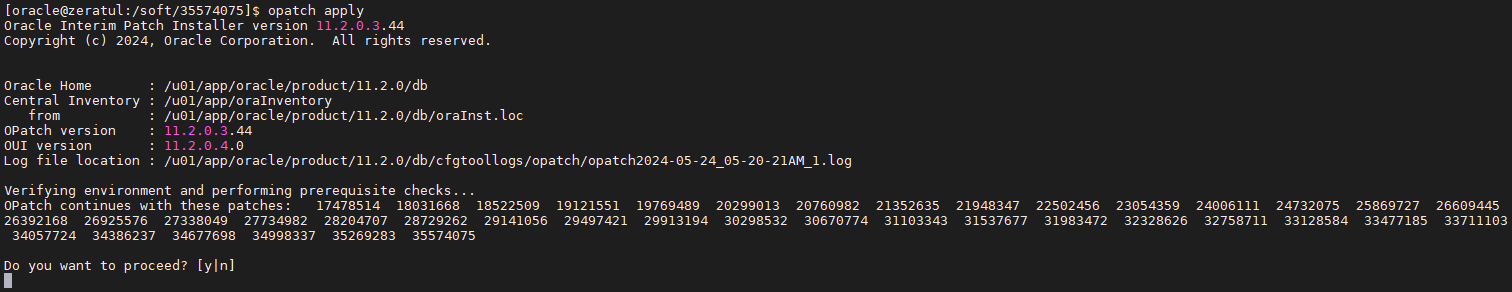 [oracle@zeratul:/soft/35574075]$ opatch apply
Oracle Interim Patch Installer version 11.2.0.3.44
Copyright (c) 2024, Oracle Corporation.  All rights reserved.
Oracle Home       : /u01/app/oracle/product/11.2.0/db
Central Inventory : /u01/app/oraInventory
   from           : /u01/app/oracle/product/11.2.0/db/oraInst.loc
OPatch version    : 11.2.0.3.44
OUI version       : 11.2.0.4.0
Log file location : /u01/app/oracle/product/11.2.0/db/cfgtoollogs/opatch/opatch2024-05-24_05-20-21AM_1.log
Verifying environment and performing prerequisite checks...
OPatch continues with these patches:   17478514  18031668  18522509  19121551  19769489  20299013  20760982  21352635  21948347  22502456  23054359  24006111  24732075  25869727  26609445
26392168  26925576  27338049  27734982  28204707  28729262  29141056  29497421  29913194  30298532  30670774  31103343  31537677  31983472  32328626  32758711  33128584  33477185  33711103
 34057724  34386237  34677698  34998337  35269283  35574075
Do you want to proceed? [y|n]